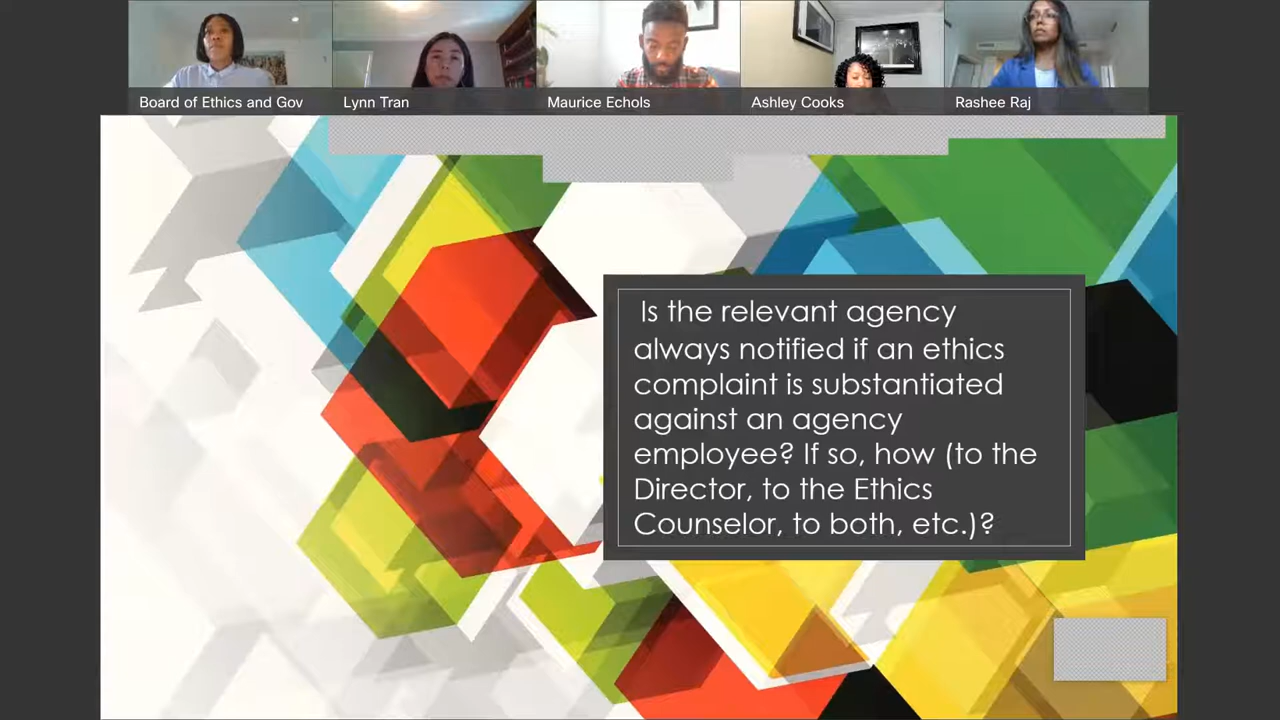 Board of Ethics and Gov
Lynn Tran
Maurice Echols
Ashley Cooks
Rashee Raj
Is the relevant agency
always notified if an ethics
complaint is substantiated
against an agency
employee? If so, how (to the
Director, to the Ethics
Counselor, to both, etc.)?